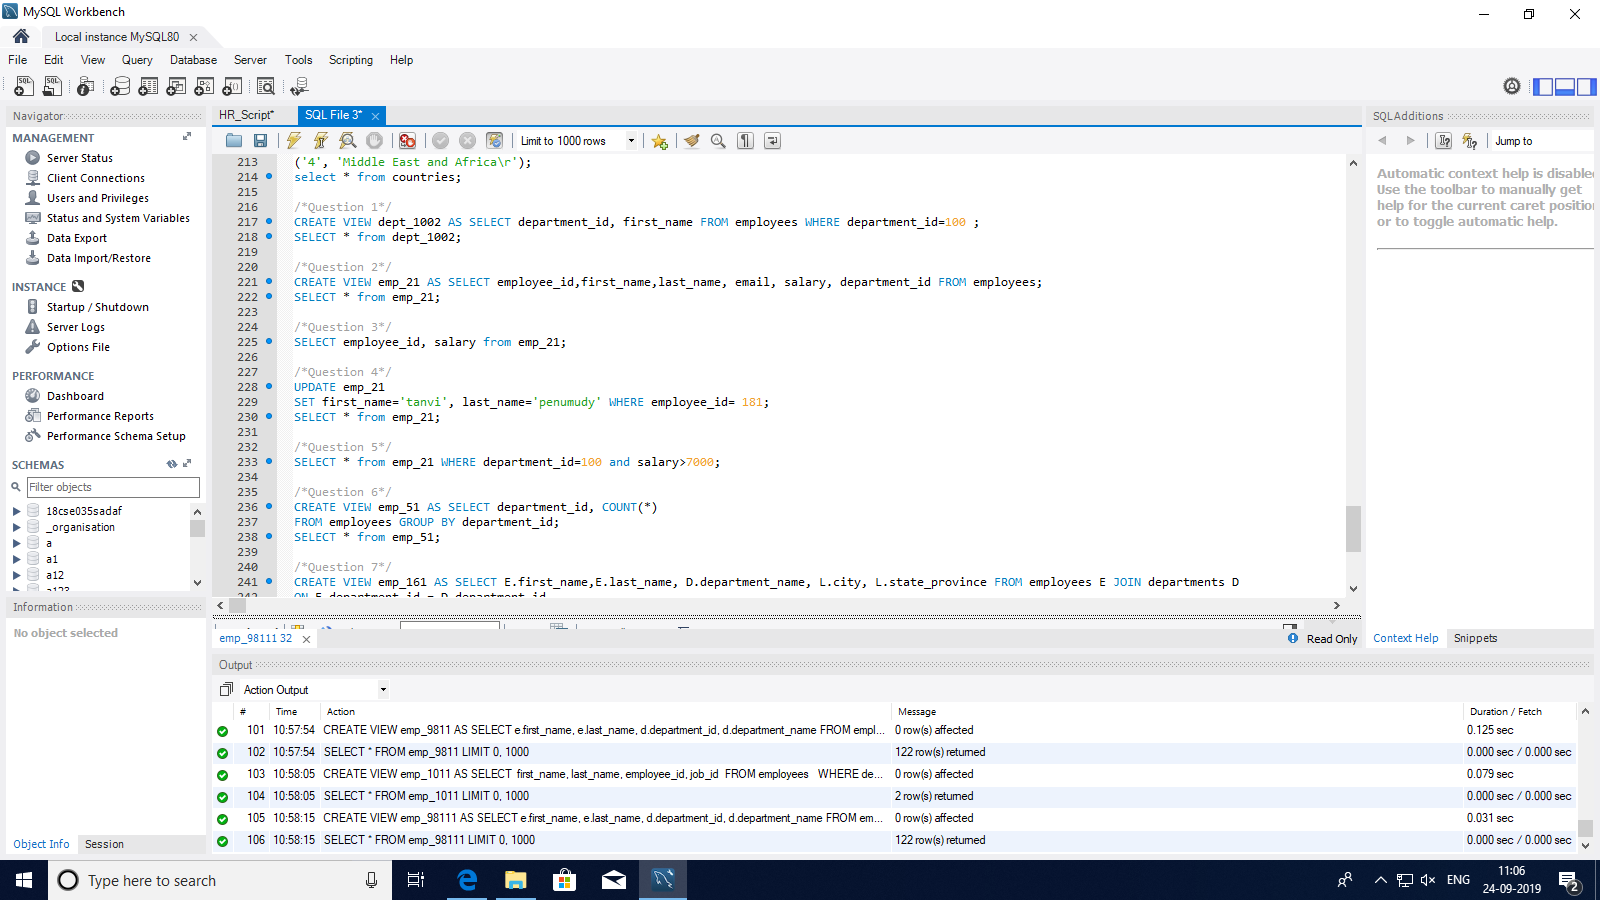 MySQL Workbench
Local instance MySQL80
File Edit View Query Database Server Tools Scripting Help
Navigator
MANAGEMENT
Server Status
Client Connections
Users and Privileges
Status and System Variables
Data Export
Data Import/Restore
INSTANCE
Startup / Shutdown
Server Logs
Options File
PERFORMANCE
Dashboard
Performance Reports
Performance Schema Setup
SCHEMAS
Filter objects
18cse035sadaf
_organisation
a
a1
a12
a123
Information
No object selected
Object Info Session
HR_Script* SQL File 3*
Limit to 1000 rows
213 ('4', 'Middle East and Africa\r');
214 select * from countries;
215
216 /*Question 1*/
217 CREATE VIEW dept_1002 AS SELECT department_id, first_name FROM employees WHERE department_id=100 ;
218 SELECT * from dept_1002;
219
220 /*Question 2*/
221 CREATE VIEW emp_21 AS SELECT employee_id,first_name,last_name, email, salary, department_id FROM employees;
222 SELECT * from emp_21;
223
224 /*Question 3*/
225 SELECT employee_id, salary from emp_21;
226
227 /*Question 4*/
228 UPDATE emp_21
229 SET first_name='tanvi', last_name='penumudy' WHERE employee_id= 181;
230 SELECT * from emp_21;
231
232 /*Question 5*/
233 SELECT * from emp_21 WHERE department_id=100 and salary>7000;
234
235 /*Question 6*/
236 CREATE VIEW emp_51 AS SELECT department_id, COUNT(*)
237 FROM employees GROUP BY department_id;
238 SELECT * from emp_51;
239
240 /*Question 7*/
241 CREATE VIEW emp_161 AS SELECT E.first_name,E.last_name, D.department_name, L.city, L.state_province FROM employees E JOIN departments D
242 ON E.department_id = D.department_id
emp_98111 32
Read Only
SQLAdditions
Jump to
Automatic context help is disable
Use the toolbar to manually get
help for the current caret positio
or to toggle automatic help.
Context Help Snippets
Output
Action Output
# Time Action Message Duration / Fetch
101 10:57:54 CREATE VIEW emp_9811 AS SELECT e.first_name, e.last_name, d.department_id, d.department_name FROM empl... 0 row(s) affected 0.125 sec
102 10:57:54 SELECT * FROM emp_9811 LIMIT 0, 1000 122 row(s) returned 0.000 sec / 0.000 sec
103 10:58:05 CREATE VIEW emp_1011 AS SELECT first_name, last_name, employee_id, job_id FROM employees WHERE de... 0 row(s) affected 0.079 sec
104 10:58:05 SELECT * FROM emp_1011 LIMIT 0, 1000 2 row(s) returned 0.000 sec / 0.000 sec
105 10:58:15 CREATE VIEW emp_98111 AS SELECT e.first_name, e.last_name, d.department_id, d.department_name FROM em... 0 row(s) affected 0.031 sec
106 10:58:15 SELECT * FROM emp_98111 LIMIT 0, 1000 122 row(s) returned 0.000 sec / 0.000 sec
Type here to search
ENG
11:06
24-09-2019
2